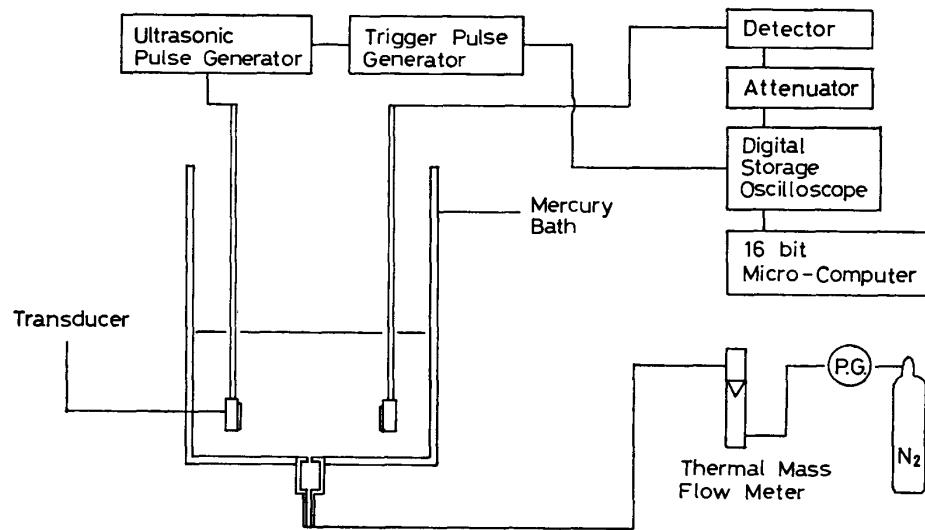 Ultrasonic
Pulse Generator
Trigger Pulse
Generator
Detector
Attenuator
Digital
Storage
Oscilloscope
16 bit
Micro-Computer
Mercury
Bath
Transducer
P.G.
N2
Thermal Mass
Flow Meter